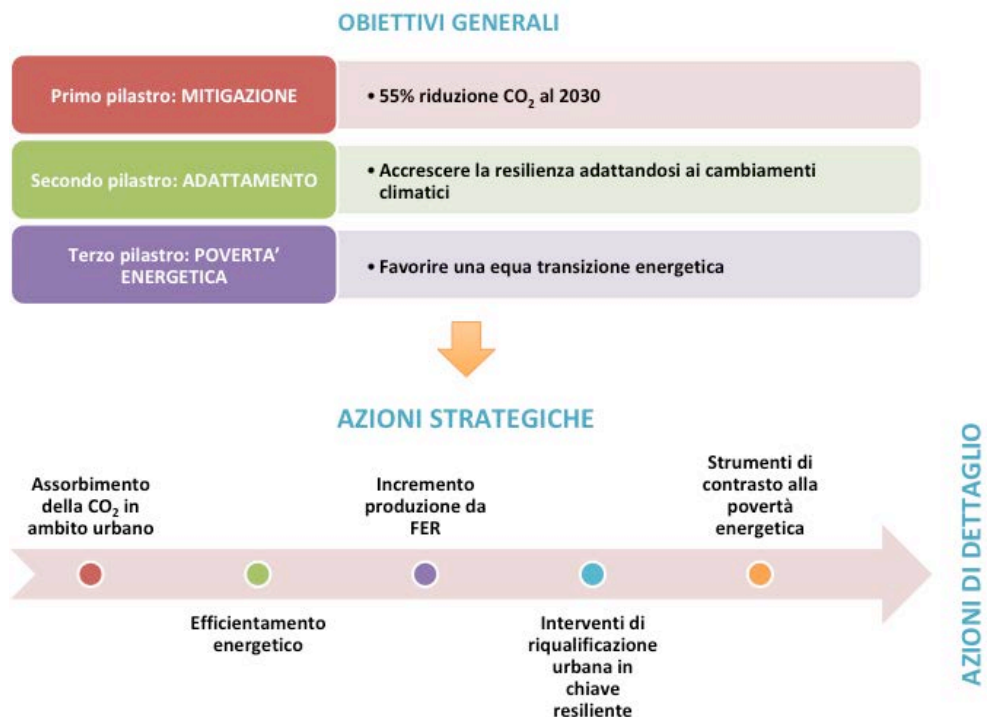 OBIETTIVI GENERALI
Primo pilastro: MITIGAZIONE
• 55% riduzione CO₂ al 2030
Secondo pilastro: ADATTAMENTO
• Accrescere la resilienza adattandosi ai cambiamenti
climatici
Terzo pilastro: POVERTA’
ENERGETICA
• Favorire una equa transizione energetica
AZIONI STRATEGICHE
Assorbimento
della CO₂ in
ambito urbano
Efficientamento
energetico
Incremento
produzione da
FER
Interventi di
riqualificazione
urbana in
chiave
resiliente
Strumenti di
contrasto alla
povertà
energetica
AZIONI DI DETTAGLIO